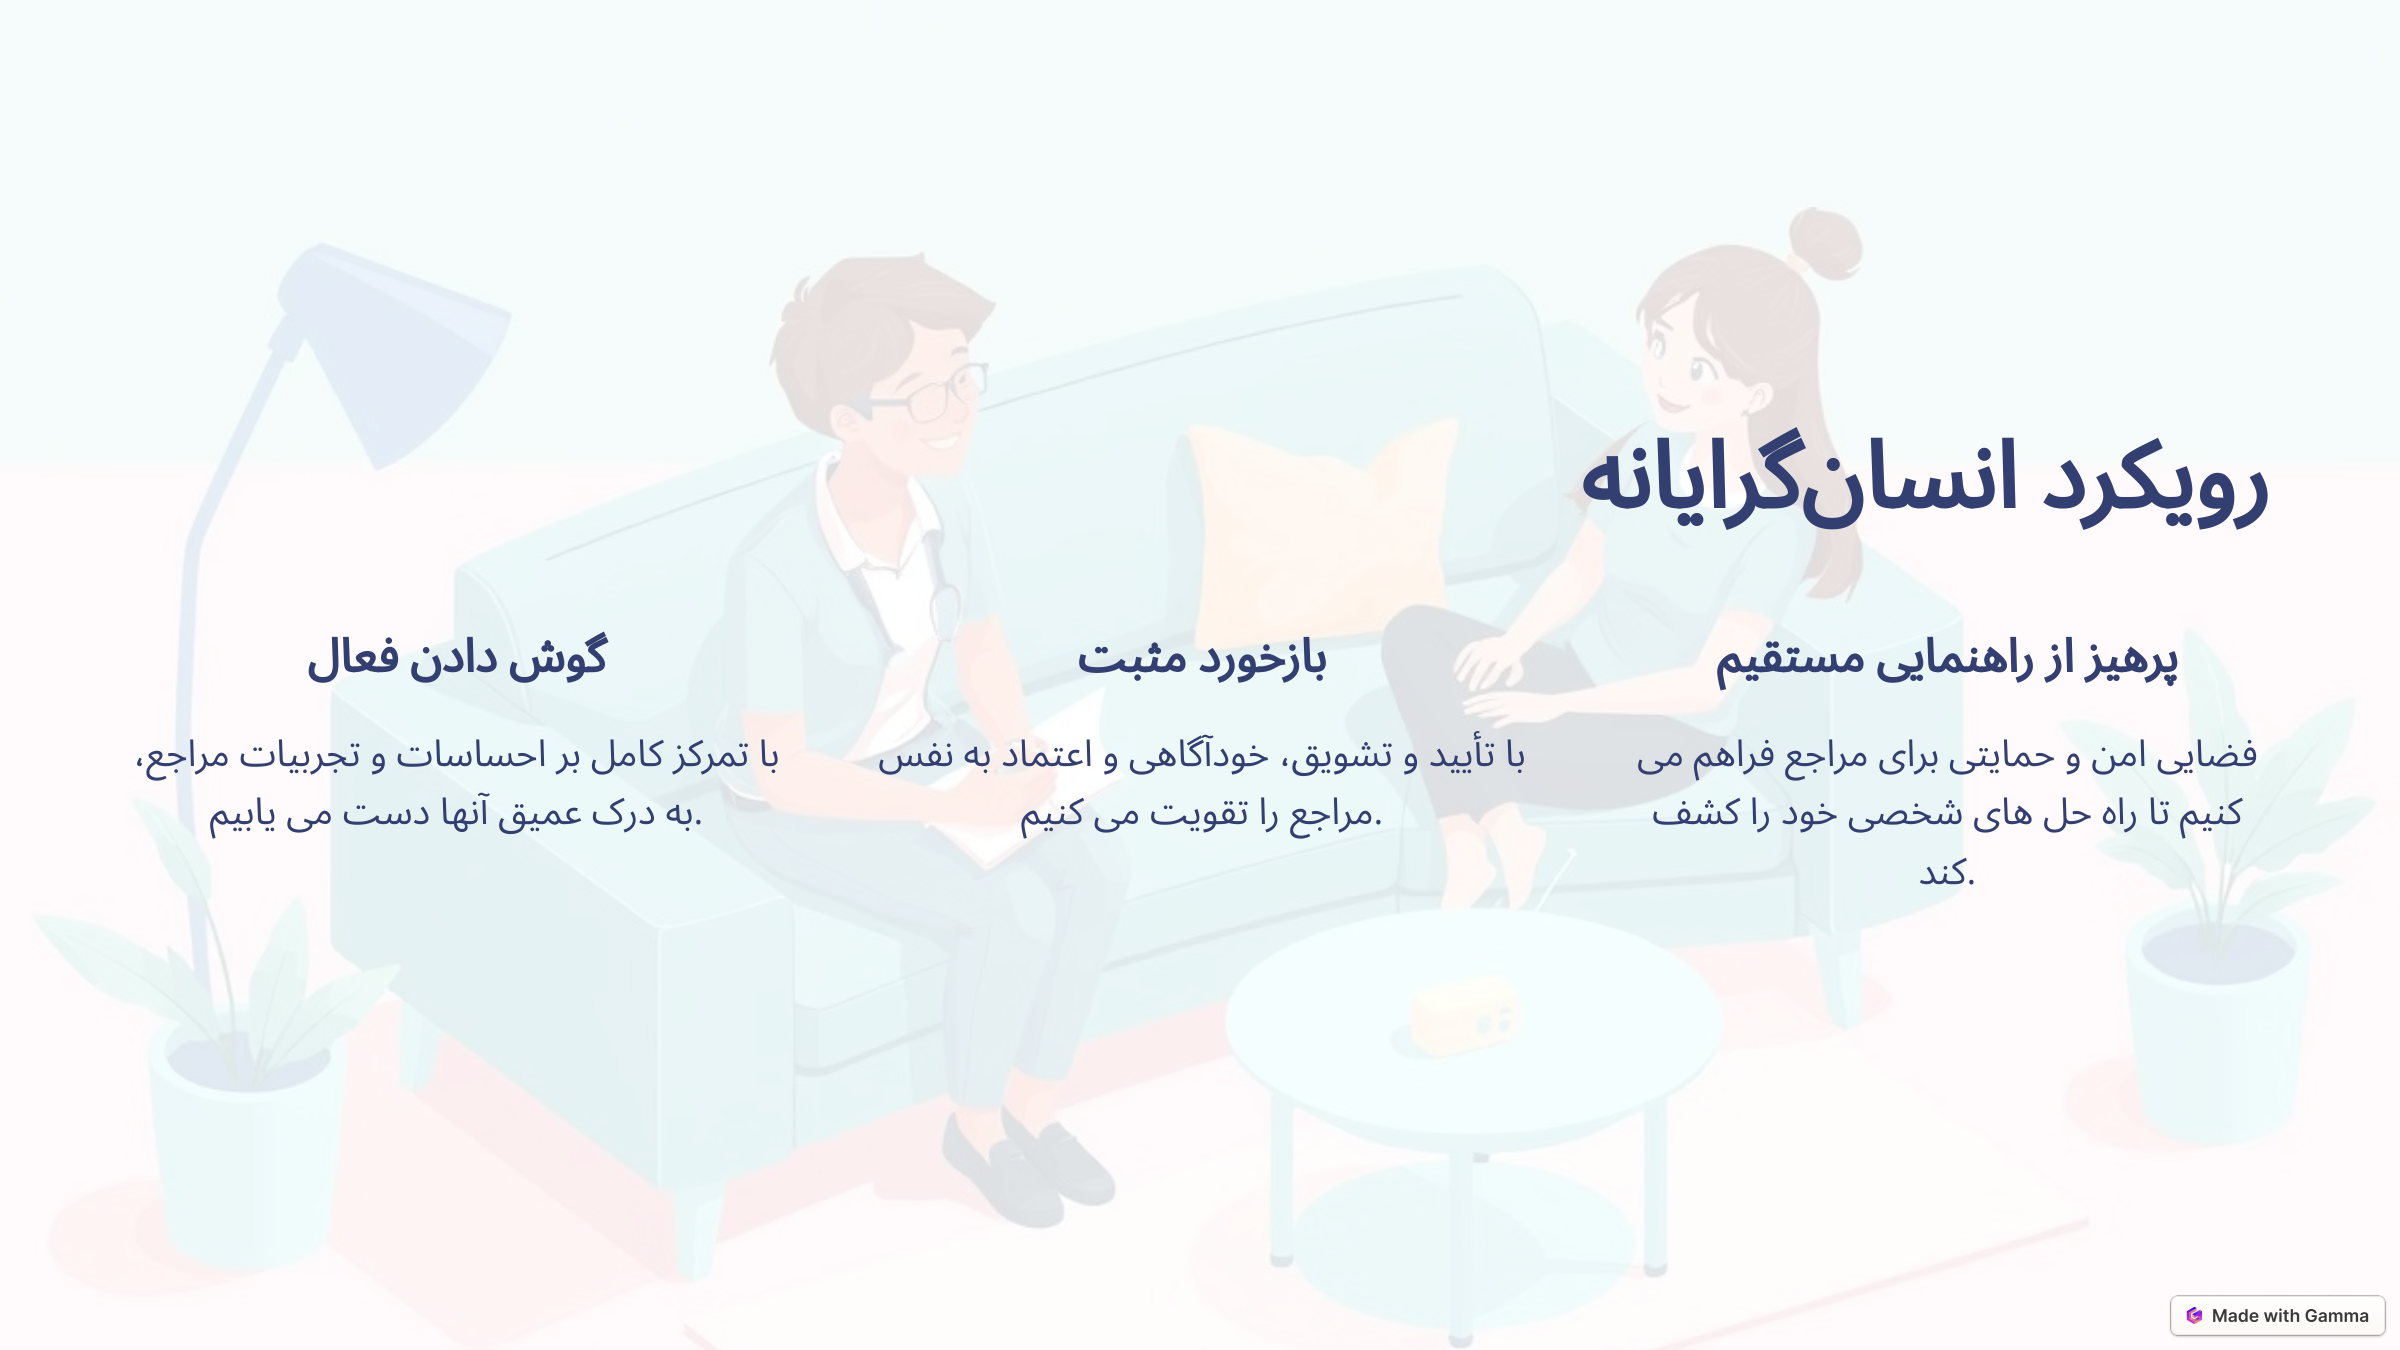 رویکرد انسان‌گرایانه
پرهیز از راهنمایی مستقیم
فضایی امن و حمایتی برای مراجع فراهم می
کنیم تا راه حل های شخصی خود را کشف
کند.
بازخورد مثبت
با تأیید و تشویق، خودآگاهی و اعتماد به نفس
مراجع را تقویت می کنیم.
گوش دادن فعال
با تمرکز کامل بر احساسات و تجربیات مراجع،
به درک عمیق آنها دست می یابیم.
Made with Gamma